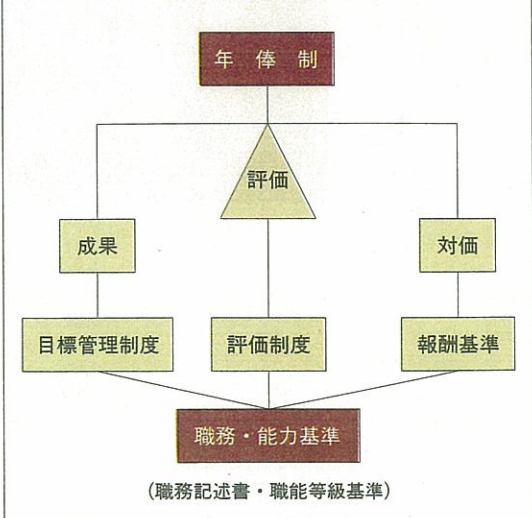 年俸制
評価
成果
対価
目標管理制度
評価制度
報酬基準
職務・能力基準
(職務記述書・職能等級基準)